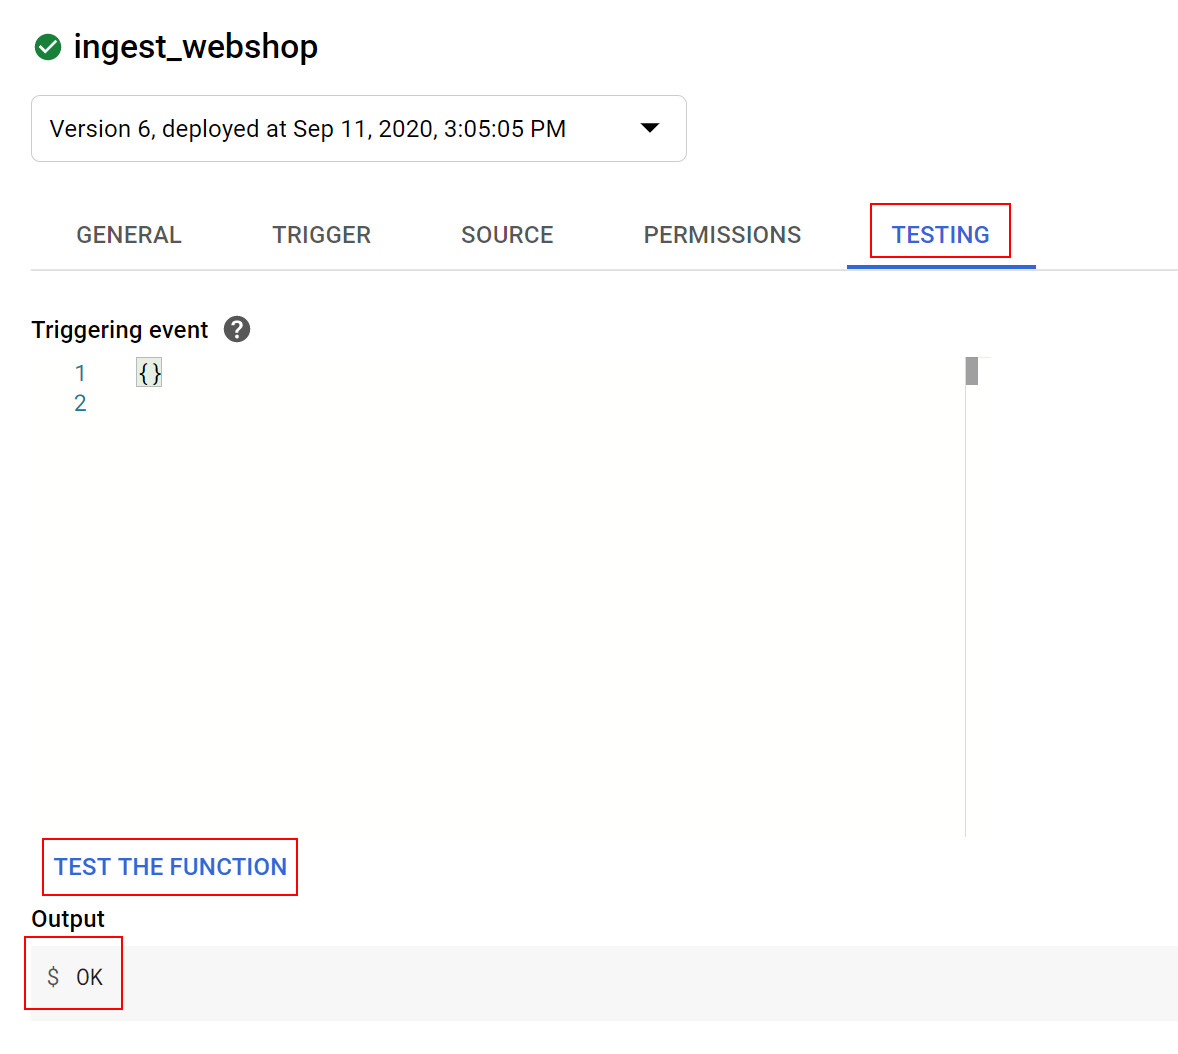 ingest_webshop
Version 6, deployed at Sep 11, 2020, 3:05:05 PM
GENERAL TRIGGER SOURCE PERMISSIONS TESTING
Triggering event ?
1 {}
2
TEST THE FUNCTION
Output
$ OK